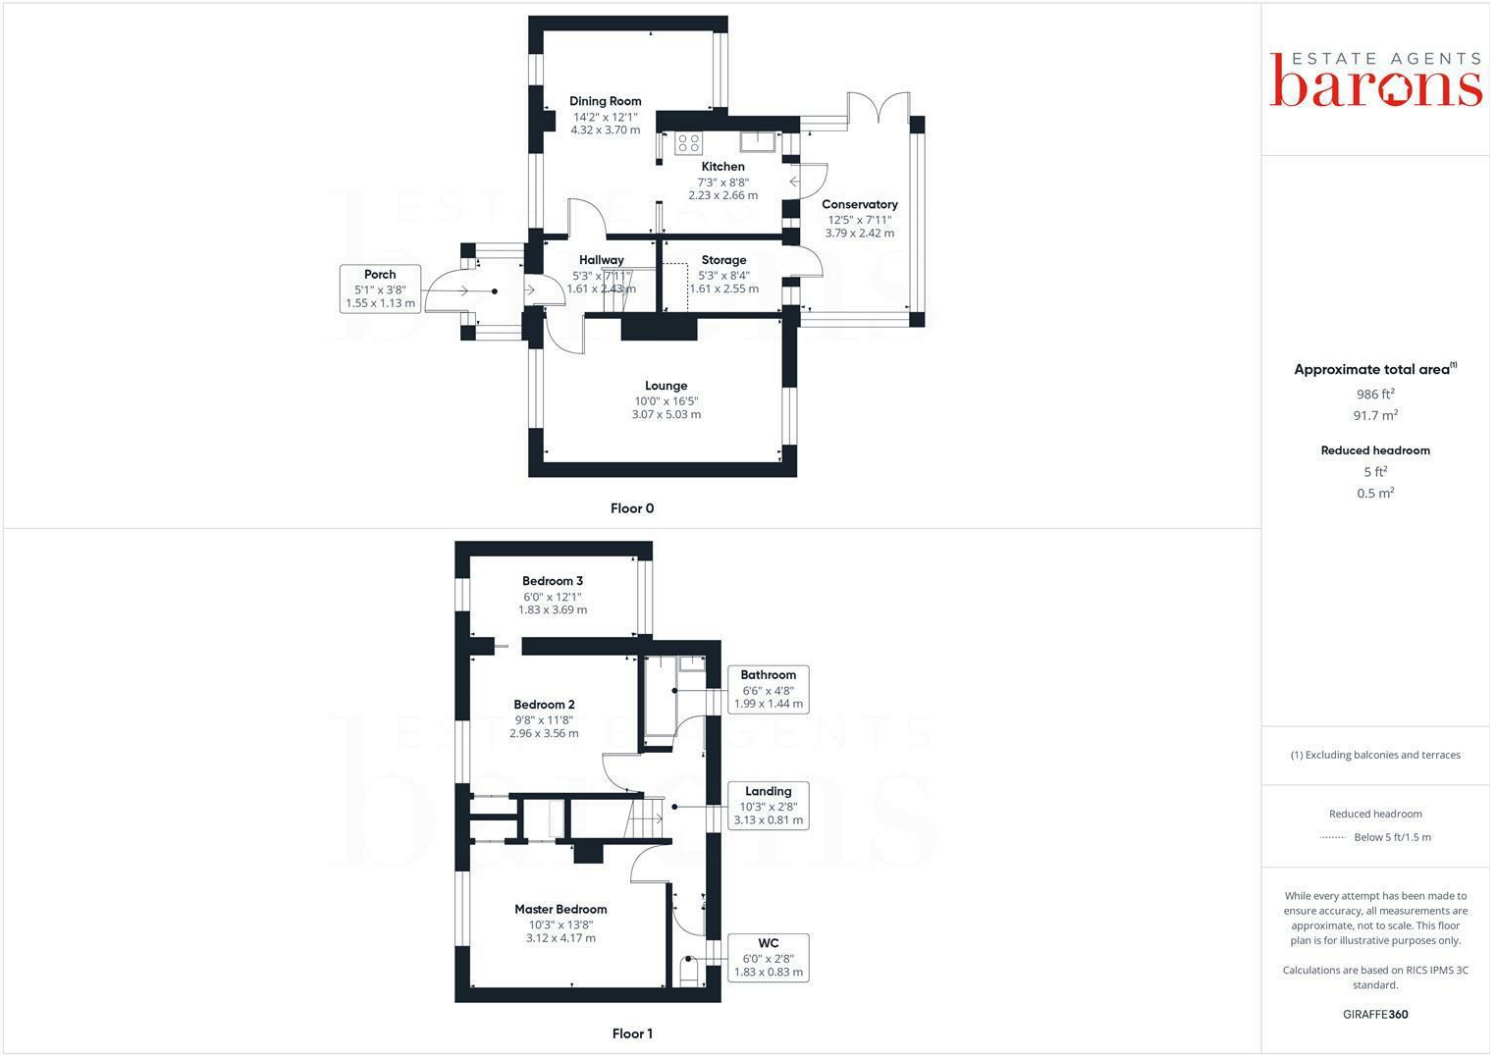 Dining Room
14'2" x 12'1"
4.32 x 3.70 m
Kitchen
7'3" x 8'8"
2.23 x 2.66 m
Conservatory
12'5" x 7'11"
3.79 x 2.42 m
Porch
5'1" x 3'8"
1.55 x 1.13 m
Hallway
5'3" x 7'11"
1.61 x 2.43 m
Storage
5'3" x 8'4"
1.61 x 2.55 m
Lounge
10'0" x 16'5"
3.07 x 5.03 m
Floor 0
Bedroom 3
6'0" x 12'1"
1.83 x 3.69 m
Bedroom 2
9'8" x 11'8"
2.96 x 3.56 m
Bathroom
6'6" x 4'8"
1.99 x 1.44 m
Landing
10'3" x 2'8"
3.13 x 0.81 m
Master Bedroom
10'3" x 13'8"
3.12 x 4.17 m
WC
6'0" x 2'8"
1.83 x 0.83 m
Floor 1
ESTATE AGENTS
barons
ESTATE AGENTS
barons
ESTATE AGENTS
barons
Approximate total area(1)
986 ft²
91.7 m²
Reduced headroom
5 ft²
0.5 m²
(1) Excluding balconies and terraces
Reduced headroom
Below 5 ft/1.5 m
While every attempt has been made to
ensure accuracy, all measurements are
approximate, not to scale. This floor
plan is for illustrative purposes only.
Calculations are based on RICS IPMS 3C
standard.
GIRAFFE360